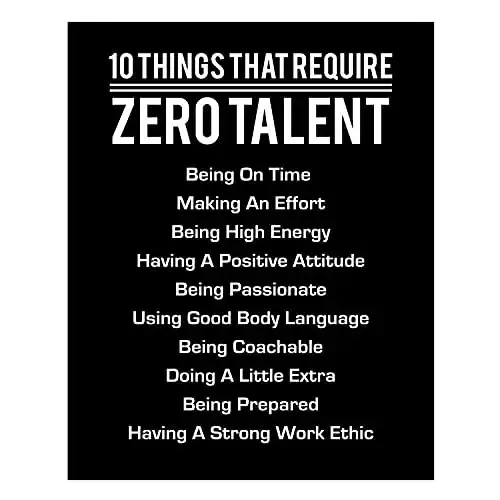 10 THINGS THAT REQUIRE
ZERO TALENT
Being On Time
Making An Effort
Being High Energy
Having A Positive Attitude
Being Passionate
Using Good Body Language
Being Coachable
Doing A Little Extra
Being Prepared
Having A Strong Work Ethic